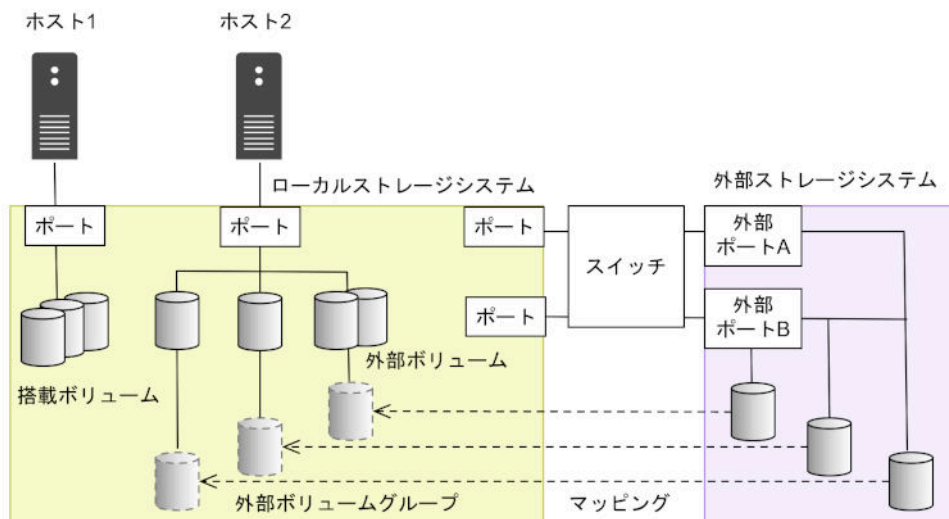 ホスト1
ホスト2
ローカルストレージシステム
外部ストレージシステム
ポート
ポート
ポート
外部
ポートA
スイッチ
ポート
外部
ポートB
外部ボリューム
搭載ボリューム
外部ボリュームグループ
マッピング